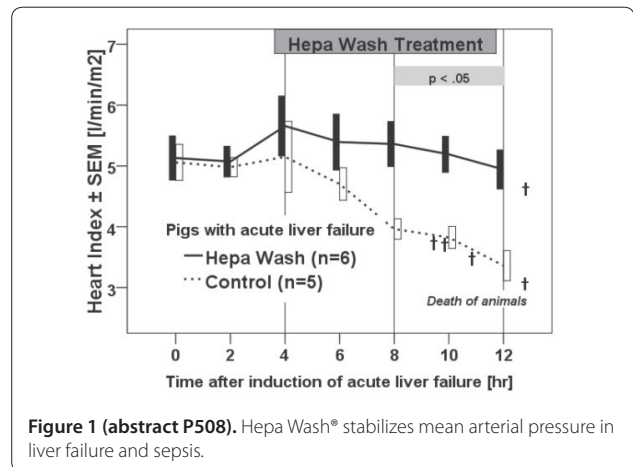 Hepa Wash Treatment
p < .05
Heart Index ± SEM [l/min/m2]
7
6
5
4
3
Pigs with acute liver failure
Hepa Wash (n=6)
Control (n=5)
† † † † †
Death of animals
0 2 4 6 8 10 12
Time after induction of acute liver failure [hr]
Figure 1 (abstract P508). Hepa Wash® stabilizes mean arterial pressure in
liver failure and sepsis.